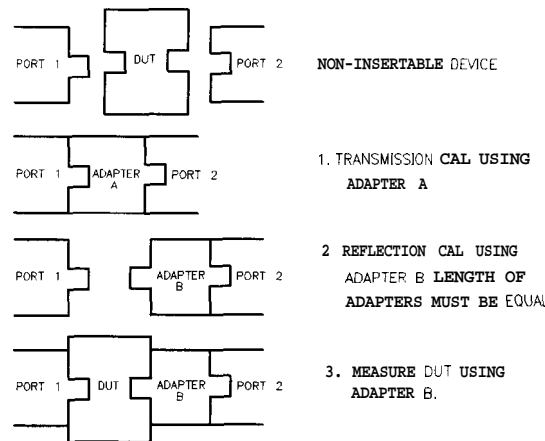 PORT 1
DUT
PORT 2
NON-INSERTABLE DEVICE
PORT 1
ADAPTER
A
PORT 2
1. TRANSMISSION CAL USING
ADAPTER A
PORT 1
ADAPTER
B
PORT 2
2 REFLECTION CAL USING
ADAPTER B LENGTH OF
ADAPTERS MUST BE EQUAL
PORT 1
DUT
ADAPTER
B
PORT 2
3. MEASURE DUT USING
ADAPTER B.